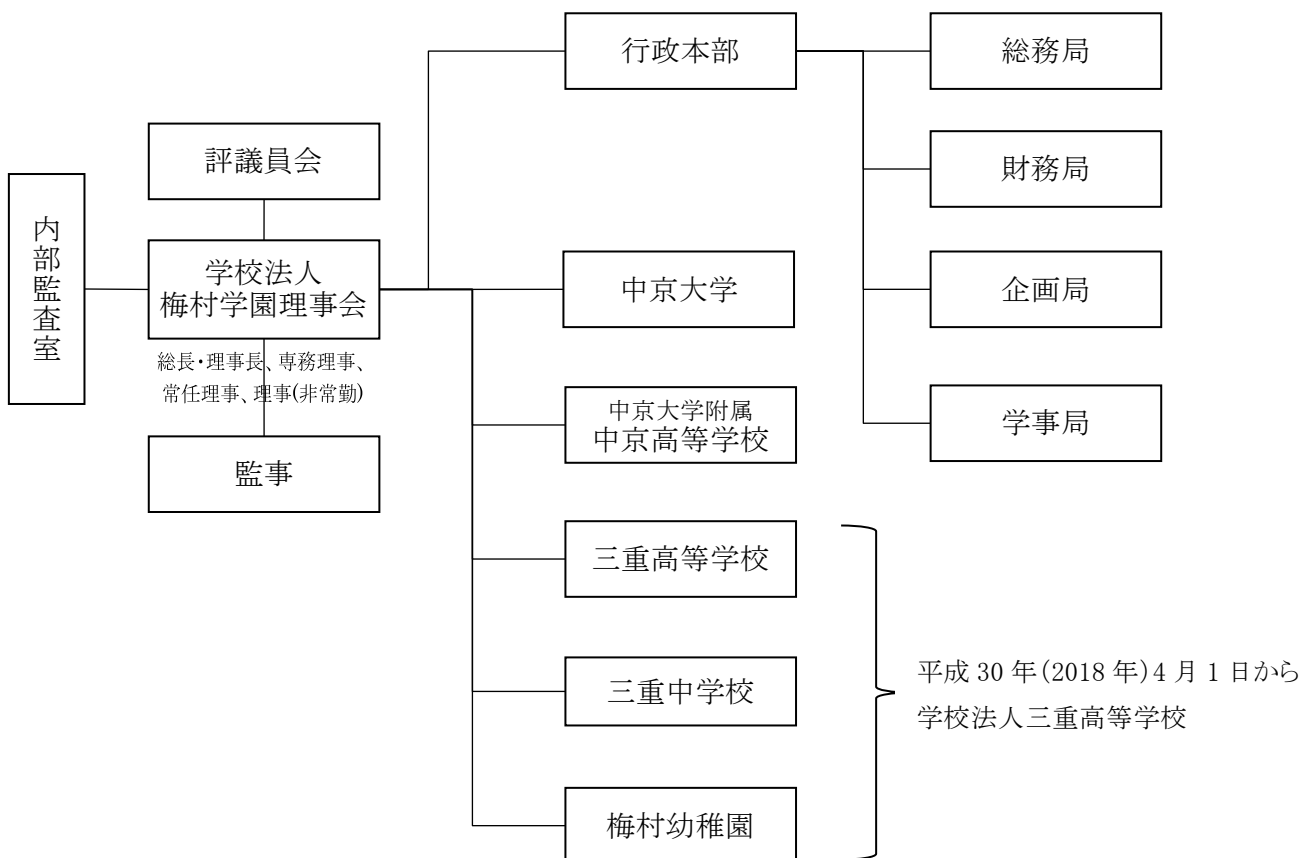 行政本部
総務局
評議員会
財務局
内部監査室
学校法人
梅村学園理事会
中京大学
企画局
総長・理事長、専務理事、
常任理事、理事(非常勤)
中京大学附属
中京高等学校
学事局
監事
三重高等学校
三重中学校
平成 30 年(2018 年)4 月 1 日から
学校法人三重高等学校
梅村幼稚園